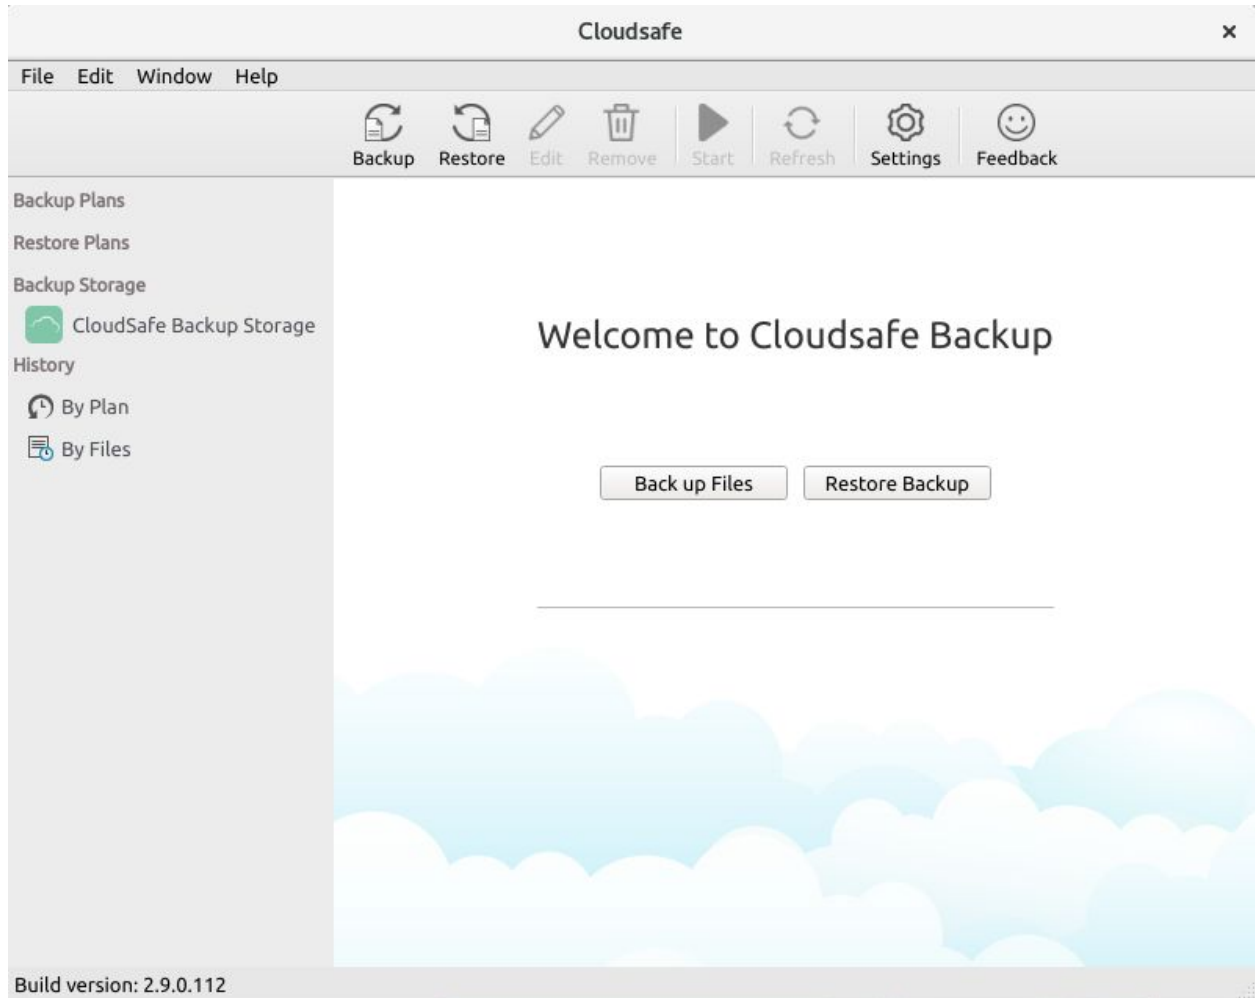 Cloudsafe
File Edit Window Help
Backup Restore Edit Remove Start Refresh Settings Feedback
Backup Plans
Restore Plans
Backup Storage
CloudSafe Backup Storage
History
By Plan
By Files
Welcome to Cloudsafe Backup
Back up Files Restore Backup
Build version: 2.9.0.112